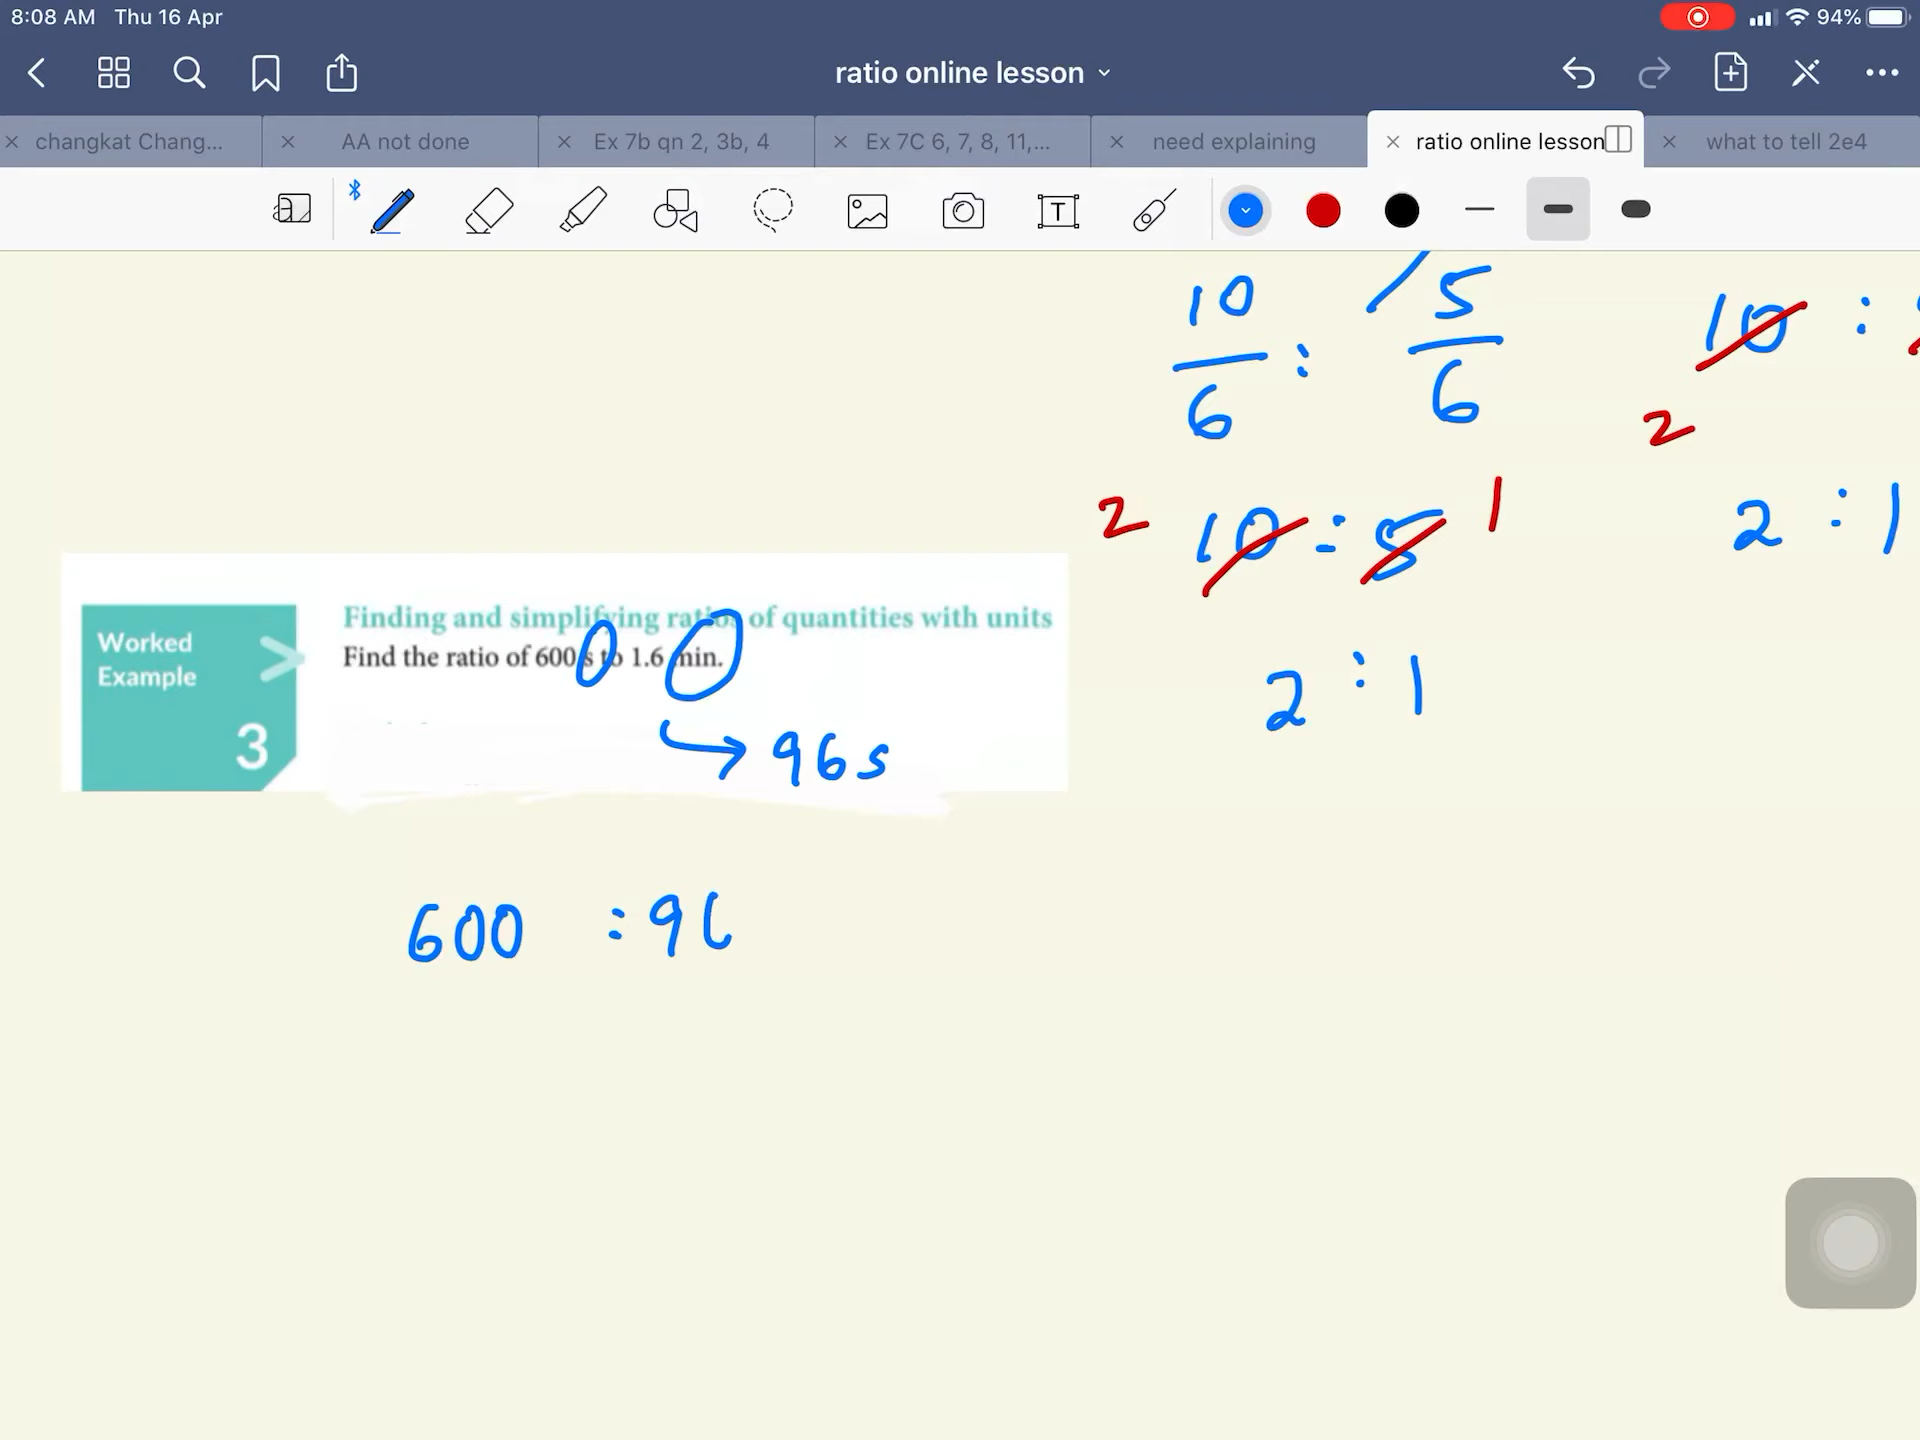 8:08 AM Thu 16 Apr
94%
ratio online lesson
changkat Chang...
AA not done
Ex 7b qn 2, 3b, 4
Ex 7C 6, 7, 8, 11,...
need explaining
ratio online lesson
what to tell 2e4
10/6 : 5/6
10 :
2
2 10 : 5 1
2 : 1
2 : 1
Worked
Example
3
Finding and simplifying ratios of quantities with units
Find the ratio of 600 s to 1.6 min.
→ 96s
600 : 96